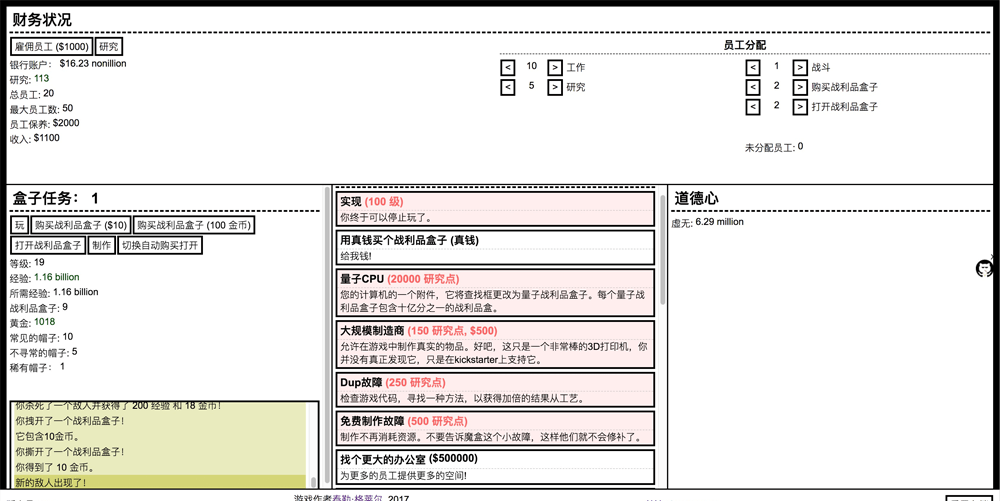 财务状况
雇佣员工 ($1000) 研究
银行账户： $16.23 nonillion
研究: 113
总员工: 20
最大员工数: 50
员工保养: $2000
收入: $1100
员工分配
< 10 > 工作
< 5 > 研究
< 1 > 战斗
< 2 > 购买战利品盒子
< 2 > 打开战利品盒子
未分配员工: 0
盒子任务： 1
玩 购买战利品盒子 ($10) 购买战利品盒子 (100 金币)
打开战利品盒子 制作 切换自动购买打开
等级: 19
经验: 1.16 billion
所需经验: 1.16 billion
战利品盒子: 9
黄金: 1018
常见的帽子: 10
不寻常的帽子: 5
稀有帽子： 1
你杀死了一个敌人并获得了 200 经验 和 18 金币！
你拽开了一个战利品盒子！
它包含10金币。
你撕开了一个战利品盒子！
你得到了 10 金币。
新的敌人出现了！
实现 (100 级)
你终于可以停止玩了。
用真钱买个战利品盒子 (真钱)
给我钱!
量子CPU (20000 研究点)
您的计算机的一个附件，它将查找框更改为量子战利品盒子。每个量子战
利品盒子包含十亿分之一的战利品盒。
大规模制造商 (150 研究点, $500)
允许在游戏中制作真实的物品。好吧，这只是一个非常棒的3D打印机，你
并没有真正发现它，只是在kickstarter上支持它。
Dup故障 (250 研究点)
检查游戏代码，寻找一种方法，以获得加倍的结果从工艺。
免费制作故障 (500 研究点)
制作不再消耗资源。不要告诉魔盒这个小故障，这样他们就不会修补了。
找个更大的办公室 ($500000)
为更多的员工提供更多的空间!
道德心
虚无: 6.29 million
游戏作者泰勒·格莱尔, 2017